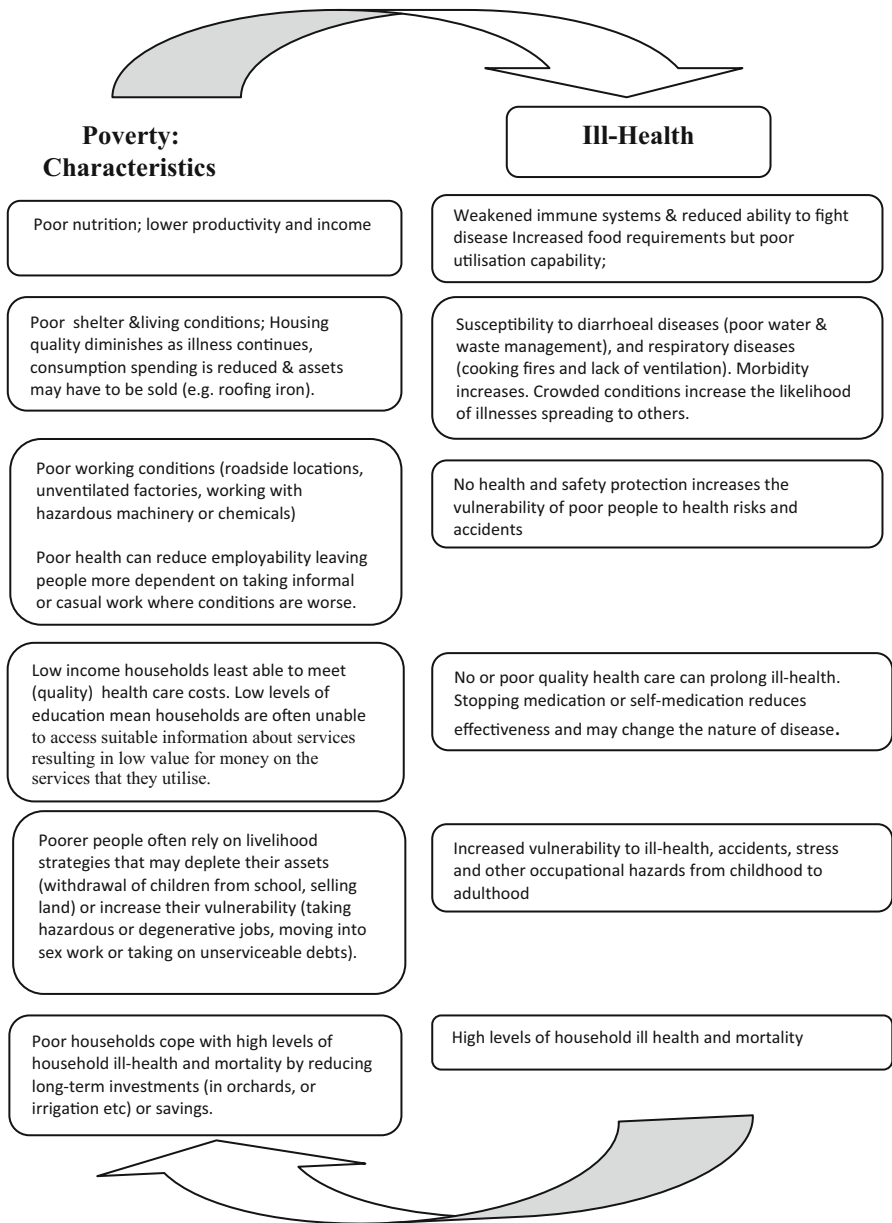 Poverty:
Characteristics
Ill-Health
Poor nutrition; lower productivity and income
Weakened immune systems & reduced ability to fight
disease Increased food requirements but poor
utilisation capability;
Poor shelter &living conditions; Housing
quality diminishes as illness continues,
consumption spending is reduced & assets
may have to be sold (e.g. roofing iron).
Susceptibility to diarrhoeal diseases (poor water &
waste management), and respiratory diseases
(cooking fires and lack of ventilation). Morbidity
increases. Crowded conditions increase the likelihood
of illnesses spreading to others.
Poor working conditions (roadside locations,
unventilated factories, working with
hazardous machinery or chemicals)
Poor health can reduce employability leaving
people more dependent on taking informal
or casual work where conditions are worse.
No health and safety protection increases the
vulnerability of poor people to health risks and
accidents
Low income households least able to meet
(quality) health care costs. Low levels of
education mean households are often unable
to access suitable information about services
resulting in low value for money on the
services that they utilise.
No or poor quality health care can prolong ill-health.
Stopping medication or self-medication reduces
effectiveness and may change the nature of disease.
Poorer people often rely on livelihood
strategies that may deplete their assets
(withdrawal of children from school, selling
land) or increase their vulnerability (taking
hazardous or degenerative jobs, moving into
sex work or taking on unserviceable debts).
Increased vulnerability to ill-health, accidents, stress
and other occupational hazards from childhood to
adulthood
Poor households cope with high levels of
household ill-health and mortality by reducing
long-term investments (in orchards, or
irrigation etc) or savings.
High levels of household ill health and mortality